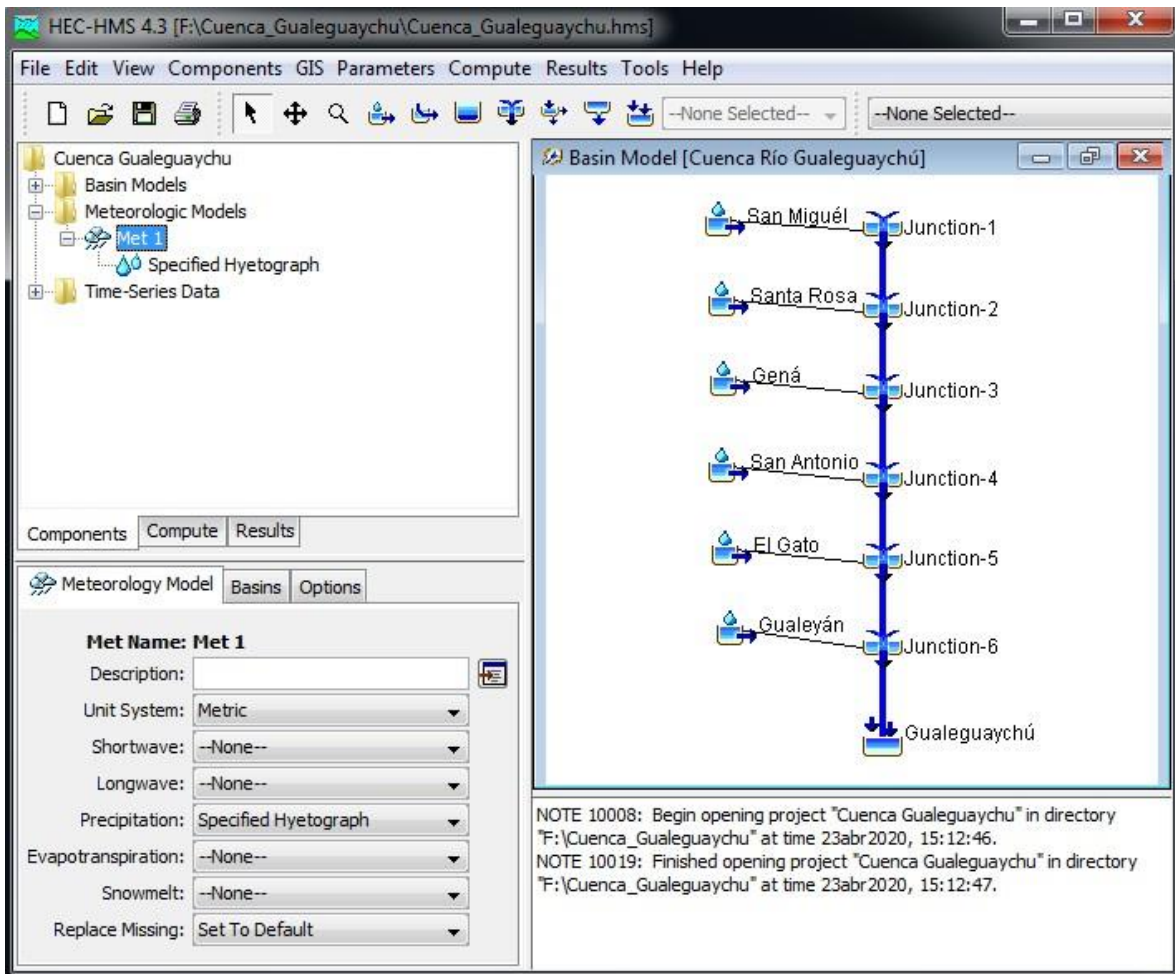 HEC-HMS 4.3 [F:\Cuenca_Gualeguaychu\Cuenca_Gualeguaychu.hms]
File Edit View Components GIS Parameters Compute Results Tools Help
--None Selected-- --None Selected--
Cuenca Gualeguaychu
Basin Models
Meteorologic Models
Met 1
Specified Hyetograph
Time-Series Data
Components Compute Results
Meteorology Model Basins Options
Met Name: Met 1
Description:
Unit System: Metric
Shortwave: --None--
Longwave: --None--
Precipitation: Specified Hyetograph
Evapotranspiration: --None--
Snowmelt: --None--
Replace Missing: Set To Default
Basin Model [Cuenca Río Gualeguaychú]
San Miguél Junction-1
Santa Rosa Junction-2
Gená Junction-3
San Antonio Junction-4
El Gato Junction-5
Gualeyán Junction-6
Gualeguaychú
NOTE 10008: Begin opening project "Cuenca Gualeguaychu" in directory
"F:\Cuenca_Gualeguaychu" at time 23abr2020, 15:12:46.
NOTE 10019: Finished opening project "Cuenca Gualeguaychu" in directory
"F:\Cuenca_Gualeguaychu" at time 23abr2020, 15:12:47.